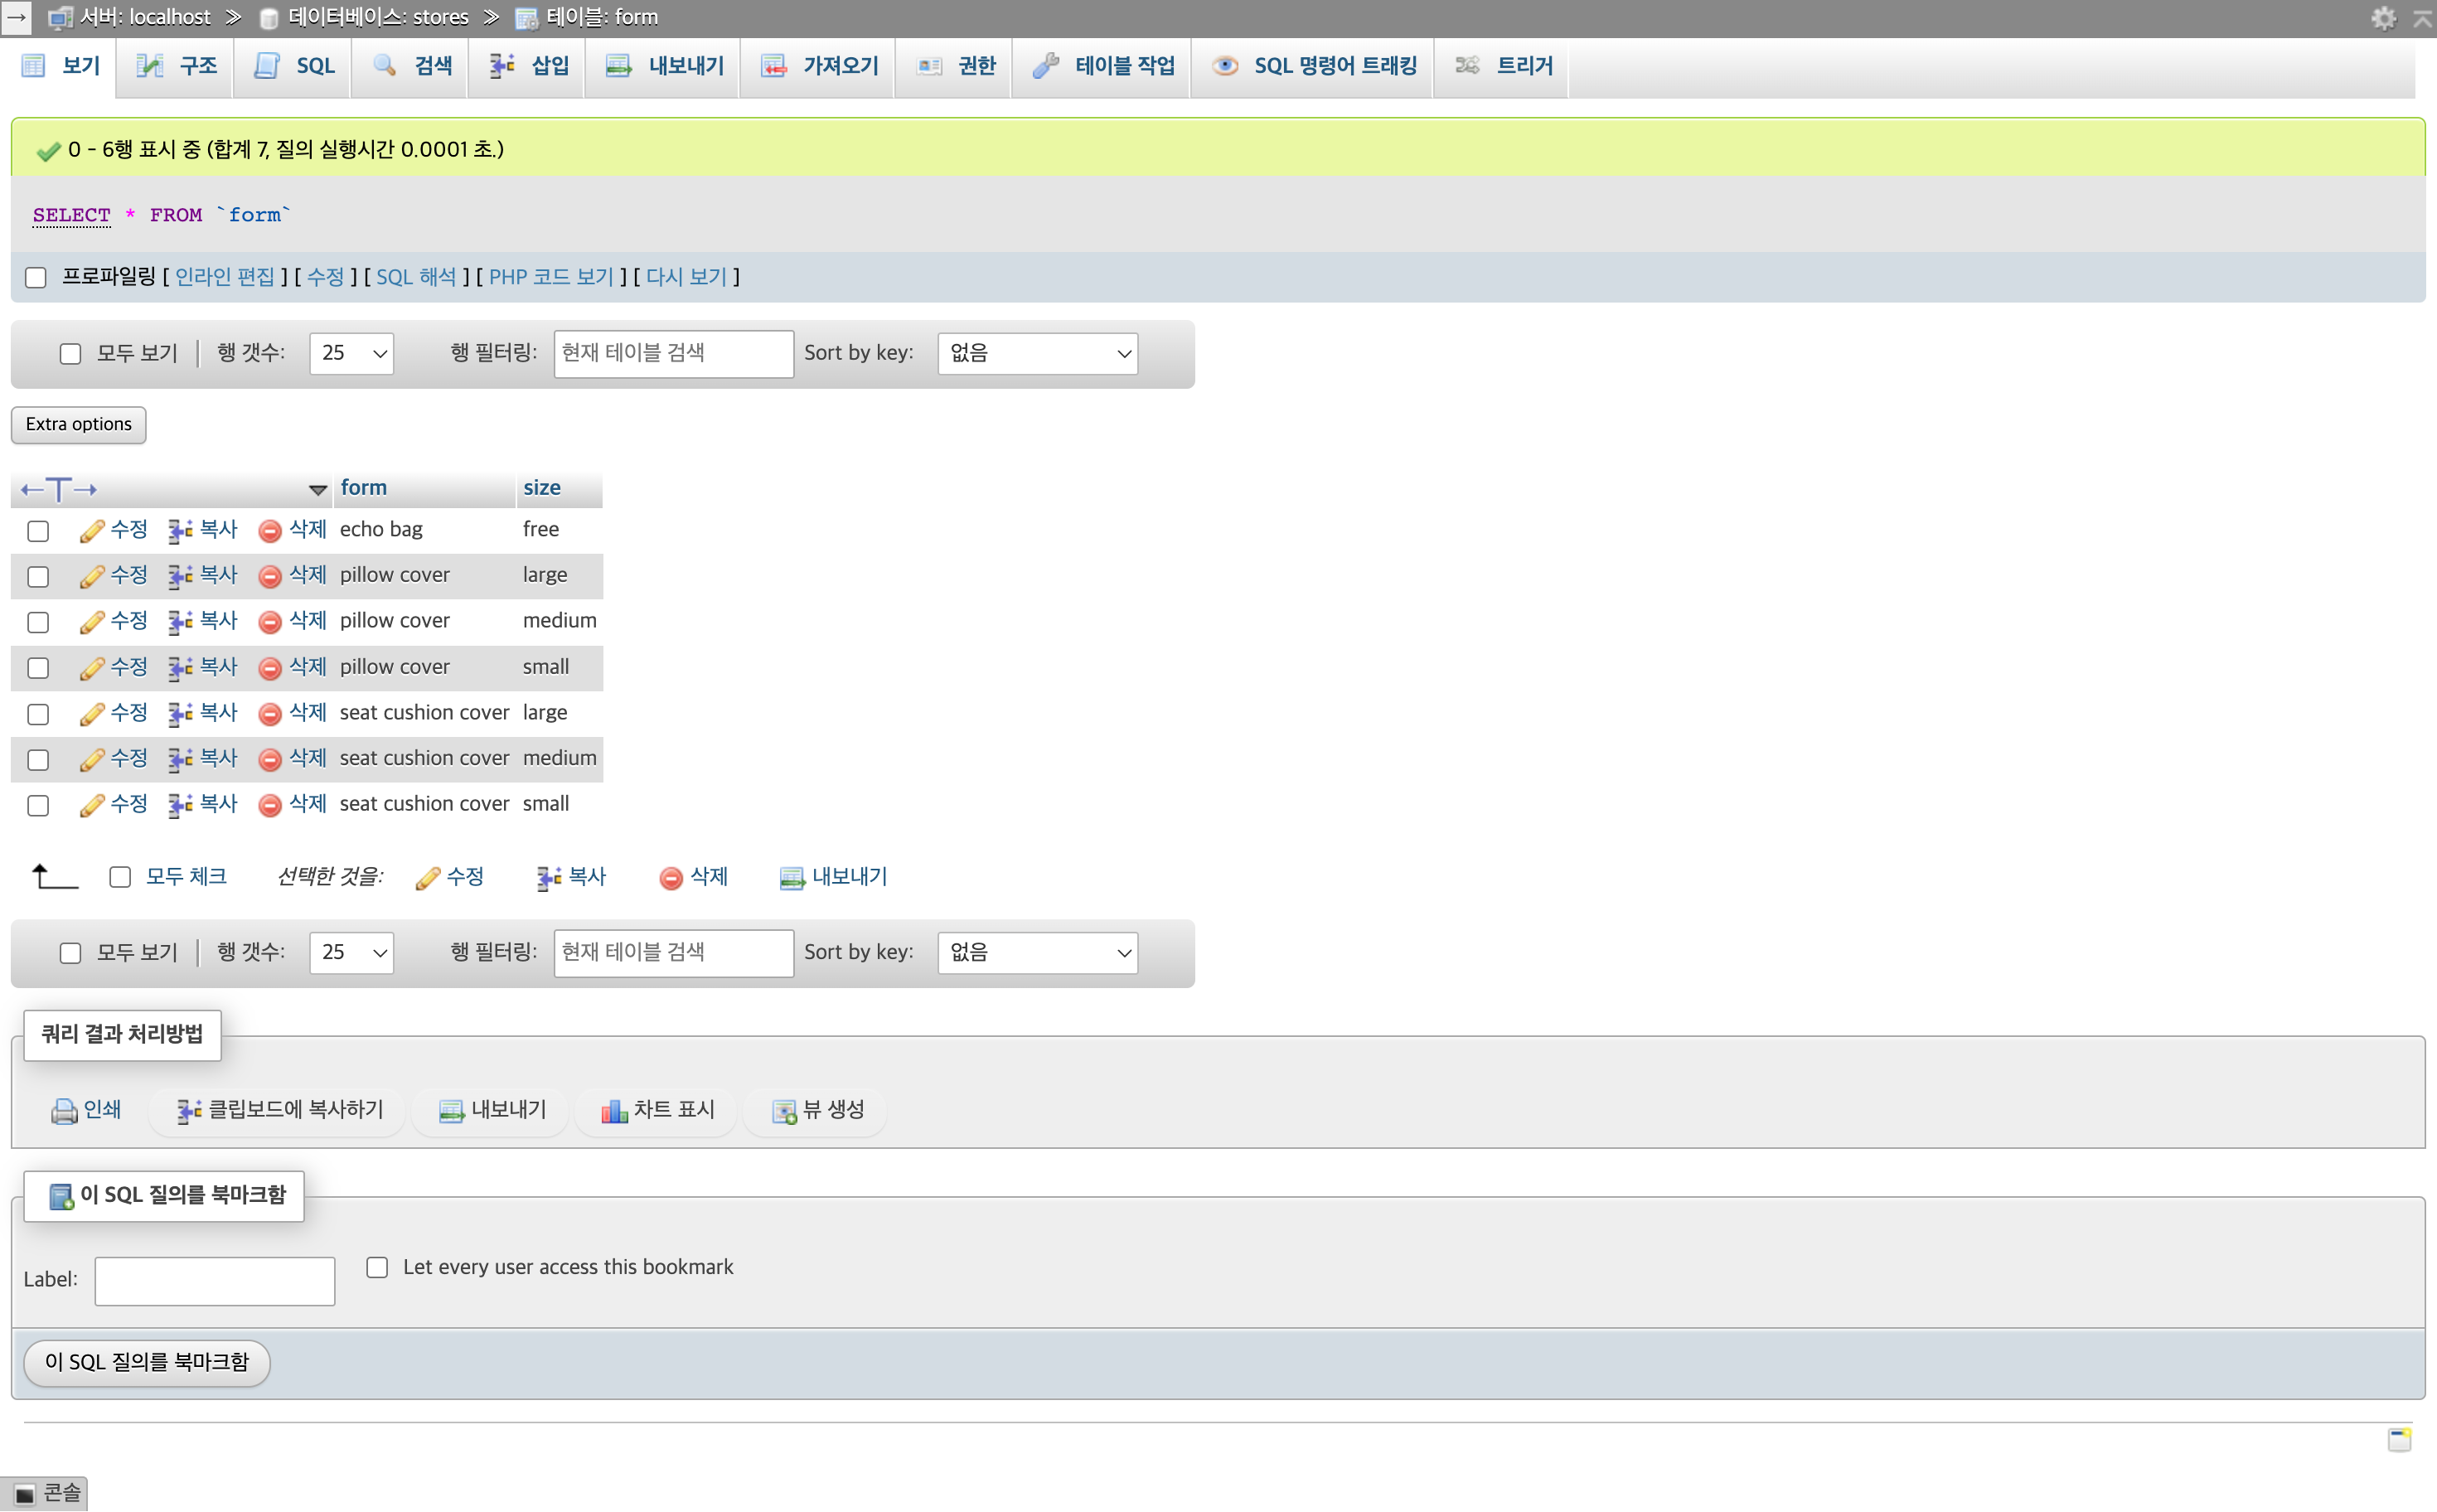 서버: localhost ≫ 데이터베이스: stores ≫ 테이블: form
보기 구조 SQL 검색 삽입 내보내기 가져오기 권한 테이블 작업 SQL 명령어 트래킹 트리거
0 - 6행 표시 중 (합계 7, 질의 실행시간 0.0001 초.)
SELECT * FROM `form`
프로파일링 [ 인라인 편집 ] [ 수정 ] [ SQL 해석 ] [ PHP 코드 보기 ] [ 다시 보기 ]
모두 보기 행 갯수: 25 행 필터링: 현재 테이블 검색 Sort by key: 없음
Extra options
←T→ form size
수정 복사 삭제 echo bag free
수정 복사 삭제 pillow cover large
수정 복사 삭제 pillow cover medium
수정 복사 삭제 pillow cover small
수정 복사 삭제 seat cushion cover large
수정 복사 삭제 seat cushion cover medium
수정 복사 삭제 seat cushion cover small
모두 체크 선택한 것을: 수정 복사 삭제 내보내기
모두 보기 행 갯수: 25 행 필터링: 현재 테이블 검색 Sort by key: 없음
쿼리 결과 처리방법
인쇄 클립보드에 복사하기 내보내기 차트 표시 뷰 생성
이 SQL 질의를 북마크함
Label: Let every user access this bookmark
이 SQL 질의를 북마크함
콘솔